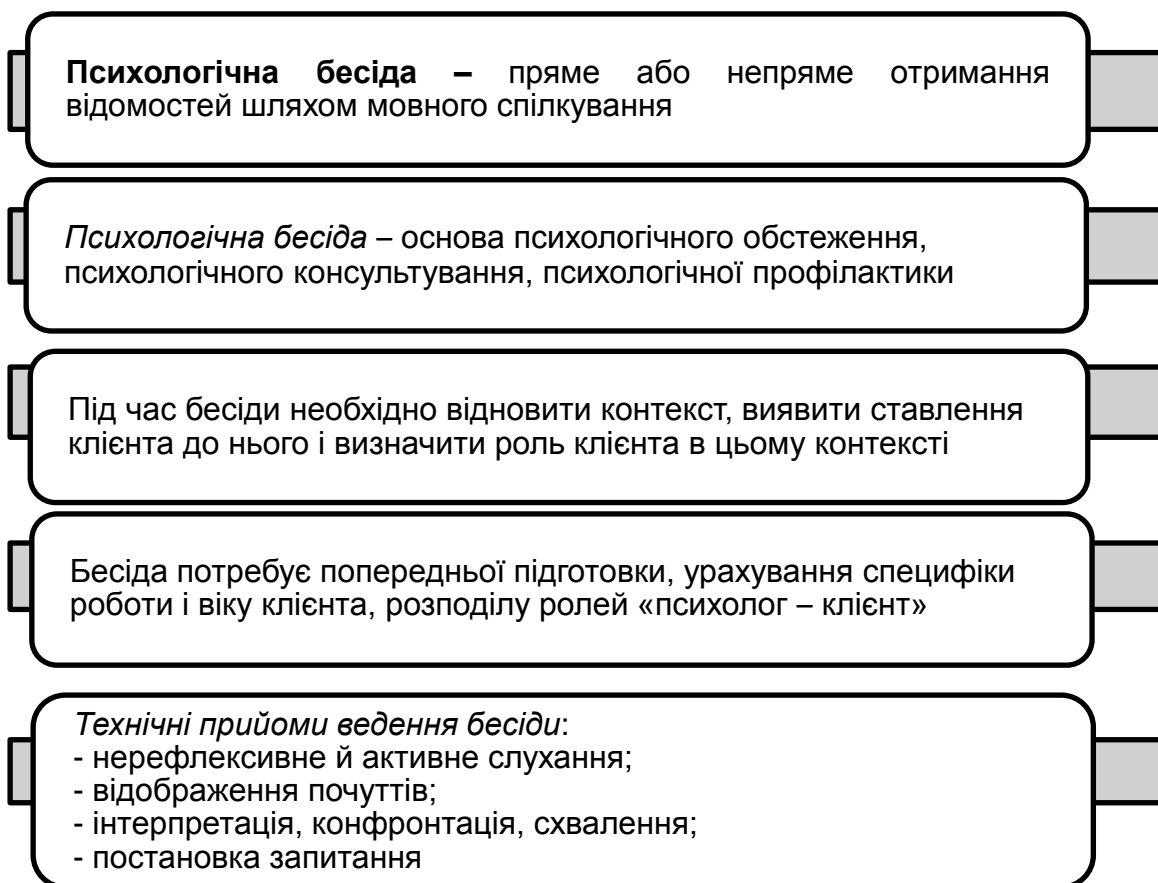 Психологічна бесіда – пряме або непряме отримання
відомостей шляхом мовного спілкування
Психологічна бесіда – основа психологічного обстеження,
психологічного консультування, психологічної профілактики
Під час бесіди необхідно відновити контекст, виявити ставлення
клієнта до нього і визначити роль клієнта в цьому контексті
Бесіда потребує попередньої підготовки, урахування специфіки
роботи і віку клієнта, розподілу ролей «психолог – клієнт»
Технічні прийоми ведення бесіди:
- нерефлексивне й активне слухання;
- відображення почуттів;
- інтерпретація, конфронтація, схвалення;
- постановка запитання